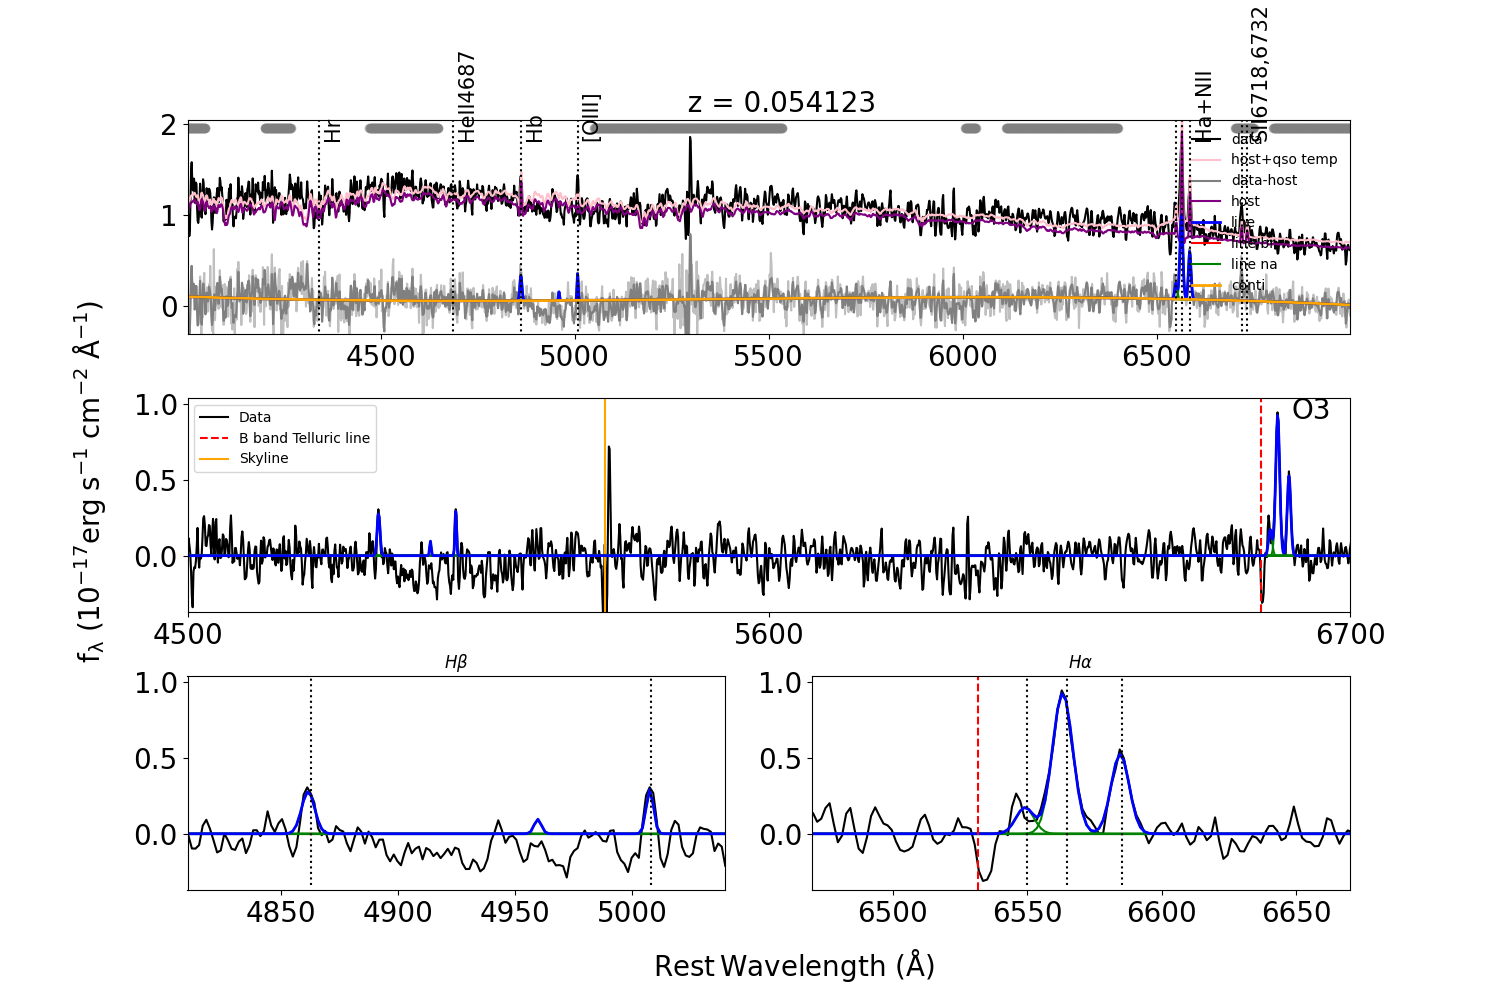 z = 0.054123
Hr
HeII4687
Hb
[OIII]
Ha+NII
SII6718,6732
2
1
0
data
host+qso temp
data-host
host
line
line br
line na
conti
4500
5000
5500
6000
6500
fλ (10⁻¹⁷erg s⁻¹ cm⁻² Å⁻¹)
1.0
0.5
0.0
Data
B band Telluric line
Skyline
O3
4500
5600
6700
Hβ
1.0
0.5
0.0
4850
4900
4950
5000
Hα
1.0
0.5
0.0
6500
6550
6600
6650
Rest Wavelength (Å)